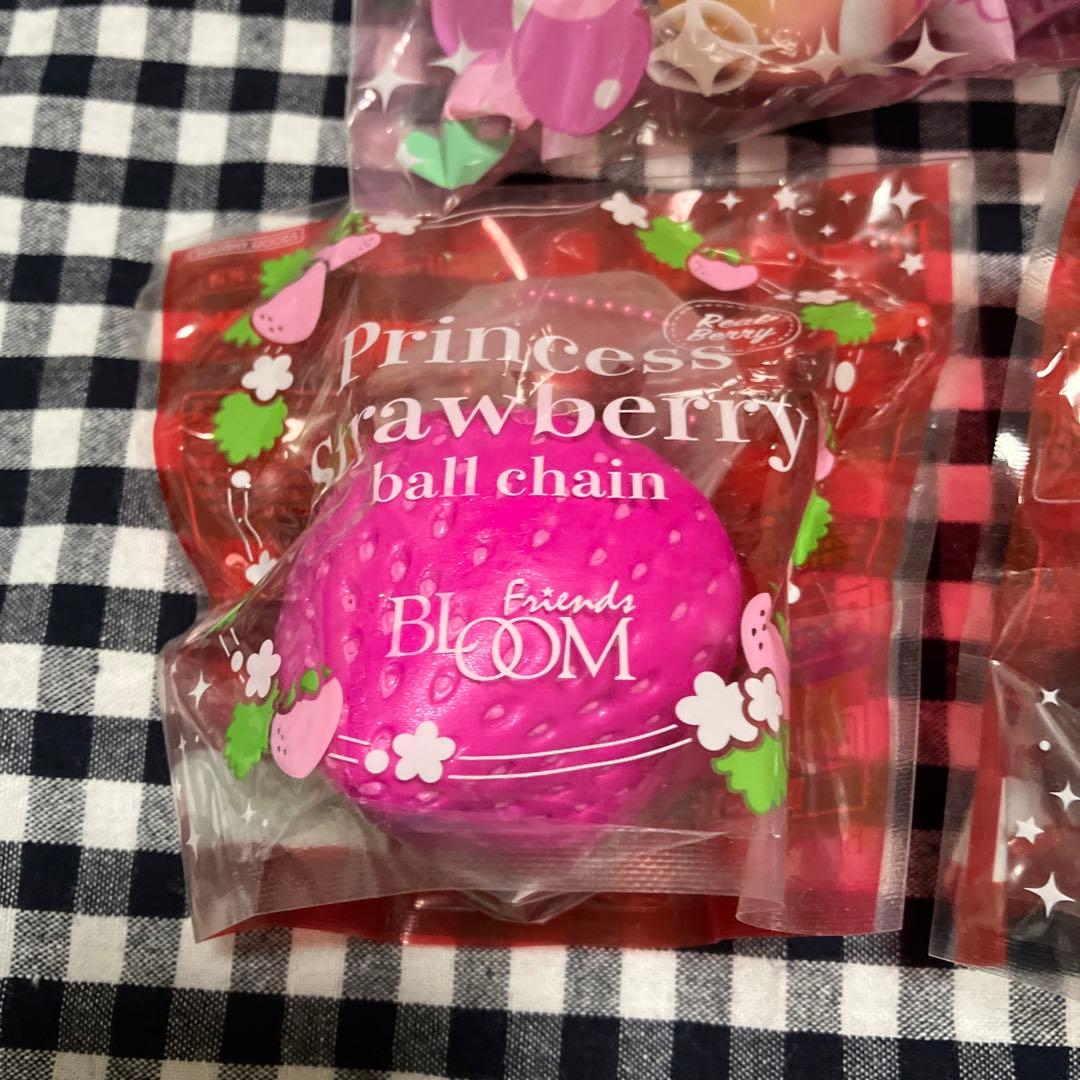 Real
Berry
Princess
strawberry
ball chain
Friends
BLOOM